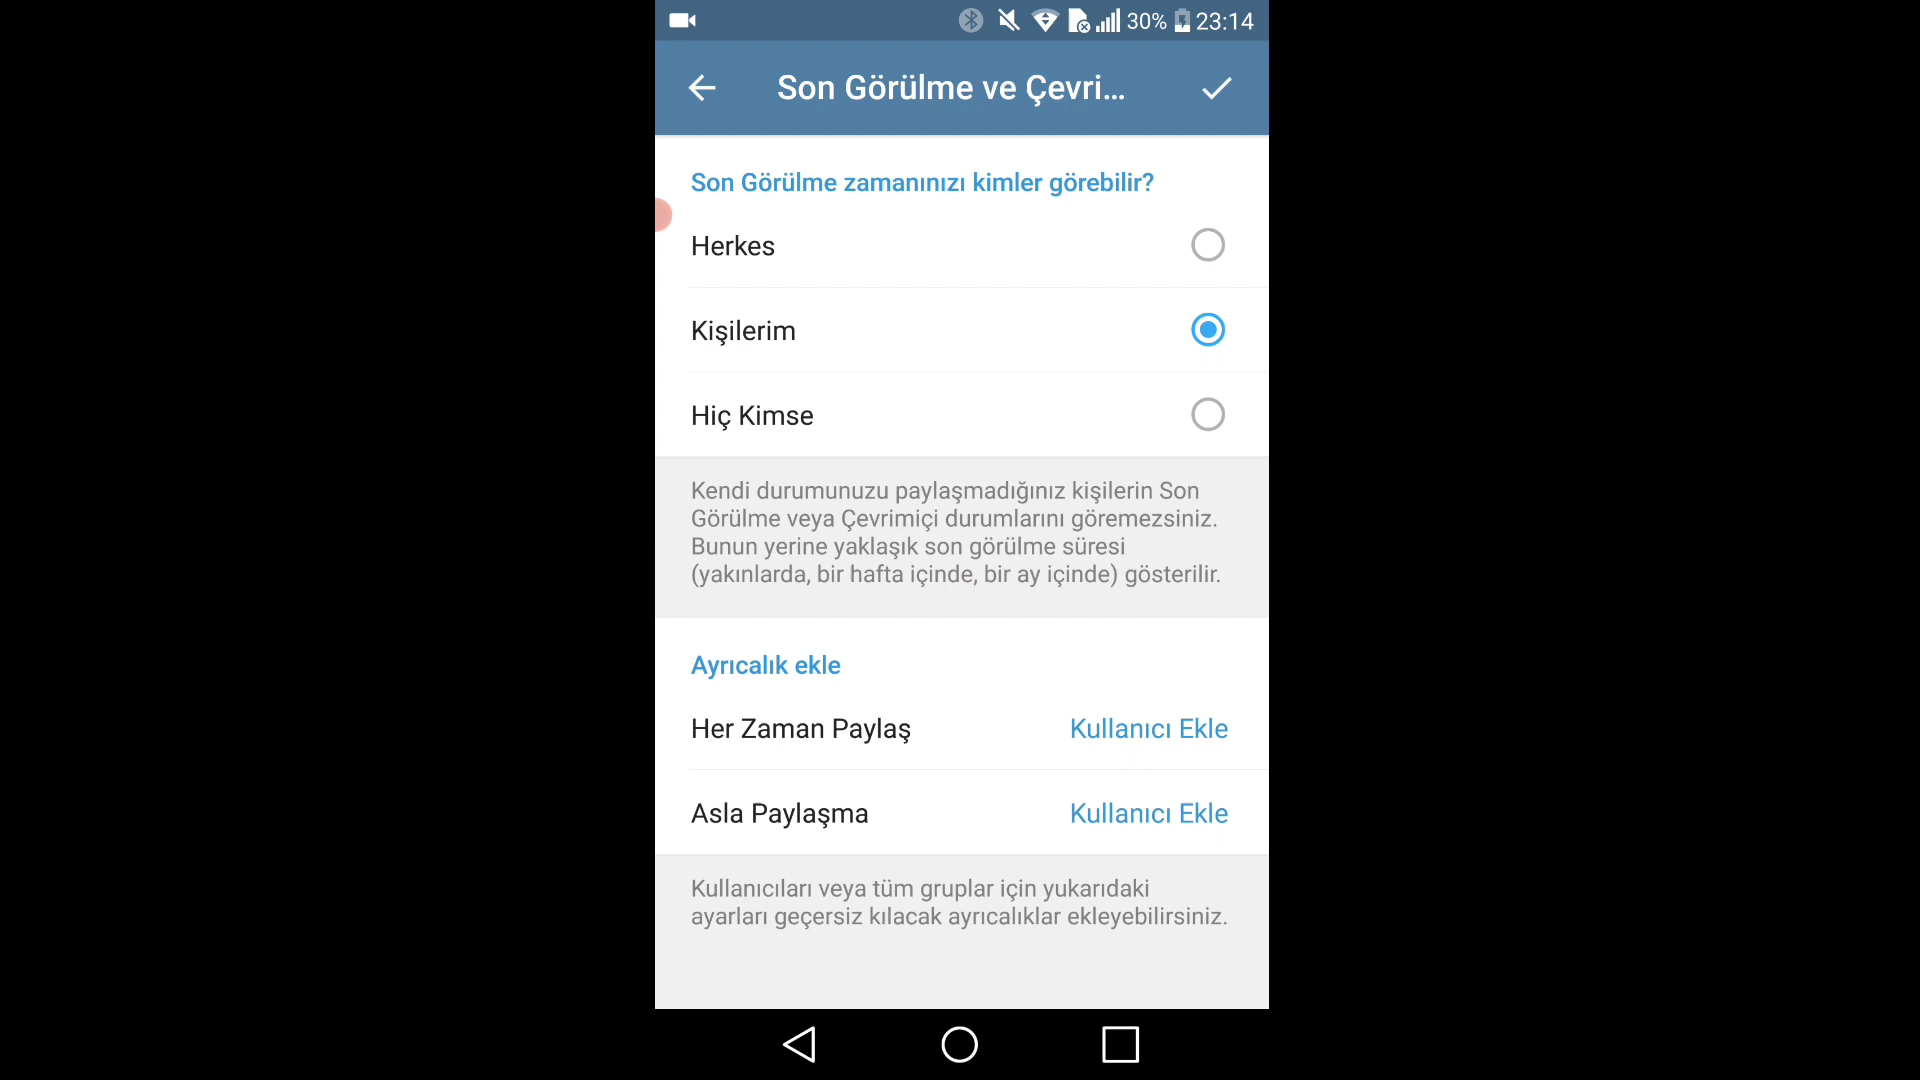 30% 23:14
Son Görülme ve Çevri...
Son Görülme zamanınızı kimler görebilir?
Herkes
Kişilerim
Hiç Kimse
Kendi durumunuzu paylaşmadığınız kişilerin Son
Görülme veya Çevrimiçi durumlarını göremezsiniz.
Bunun yerine yaklaşık son görülme süresi
(yakınlarda, bir hafta içinde, bir ay içinde) gösterilir.
Ayrıcalık ekle
Her Zaman Paylaş Kullanıcı Ekle
Asla Paylaşma Kullanıcı Ekle
Kullanıcıları veya tüm gruplar için yukarıdaki
ayarları geçersiz kılacak ayrıcalıklar ekleyebilirsiniz.